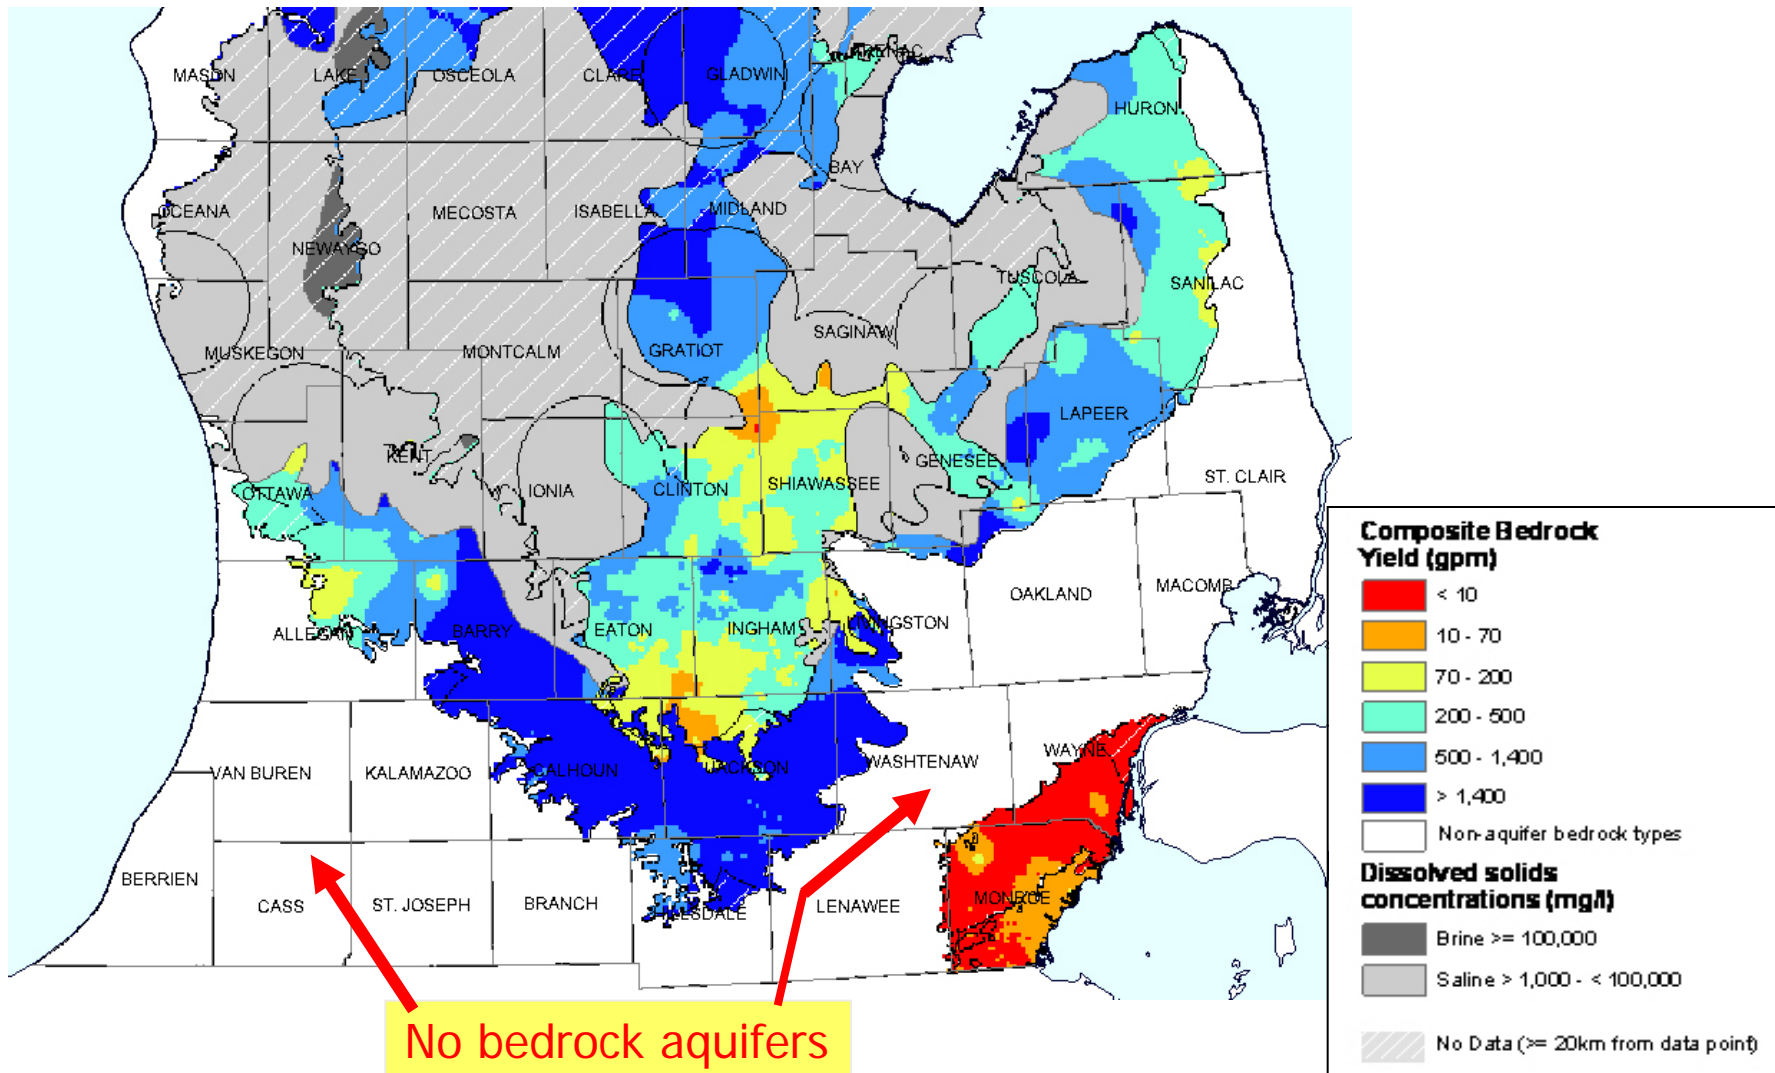 MASON
LAKE
OSCEOLA
CLARE
GLADWIN
ARENAC
HURON
BAY
OCEANA
NEWAYGO
MECOSTA
ISABELLA
MIDLAND
TUSCOLA
SANILAC
MUSKEGON
MONTCALM
GRATIOT
SAGINAW
LAPEER
KENT
OTTAWA
IONIA
CLINTON
SHIAWASSEE
GENESEE
ST. CLAIR
ALLEGAN
BARRY
EATON
INGHAM
LIVINGSTON
OAKLAND
MACOMB
VAN BUREN
KALAMAZOO
CALHOUN
JACKSON
WASHTENAW
WAYNE
BERRIEN
CASS
ST. JOSEPH
BRANCH
HILLSDALE
LENAWEE
MONROE
No bedrock aquifers
Composite Bedrock
Yield (gpm)
< 10
10 - 70
70 - 200
200 - 500
500 - 1,400
> 1,400
Non-aquifer bedrock types
Dissolved solids
concentrations (mg/l)
Brine >= 100,000
Saline > 1,000 - < 100,000
No Data (>= 20km from data point)